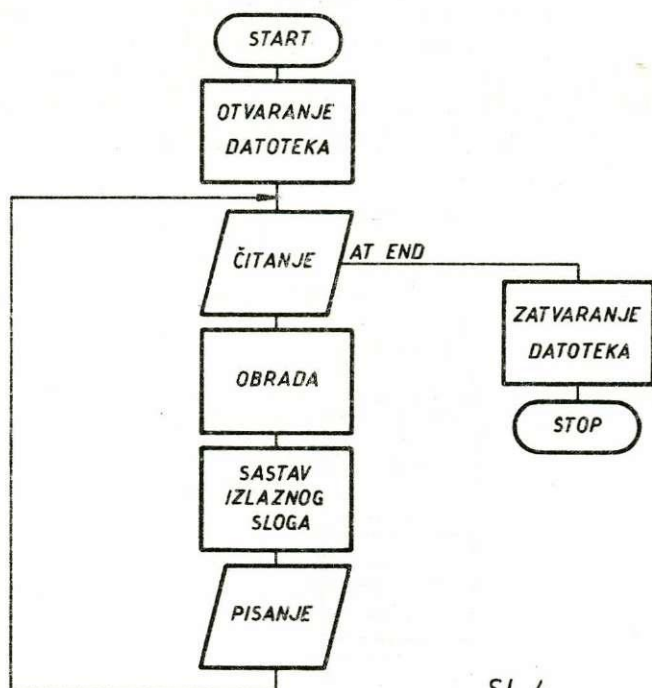 START
OTVARANJE
DATOTEKA
ČITANJE
AT END
ZATVARANJE
DATOTEKA
STOP
OBRADA
SASTAV
IZLAZNOG
SLOGA
PISANJE